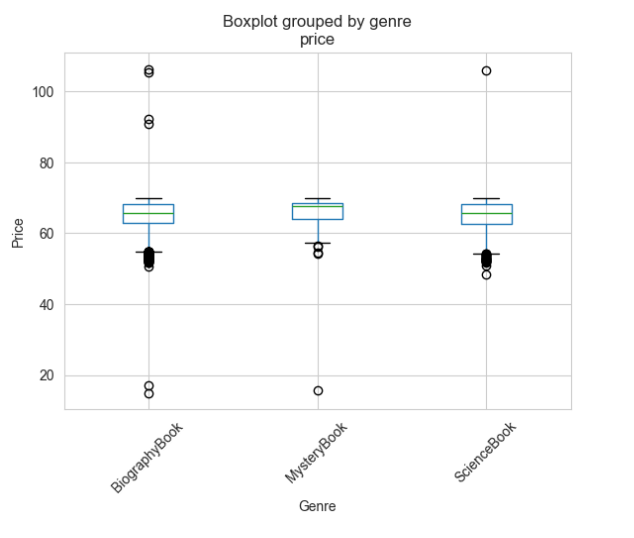 Boxplot grouped by genre
price
100
80
60
40
20
Price
BiographyBook
MysteryBook
ScienceBook
Genre